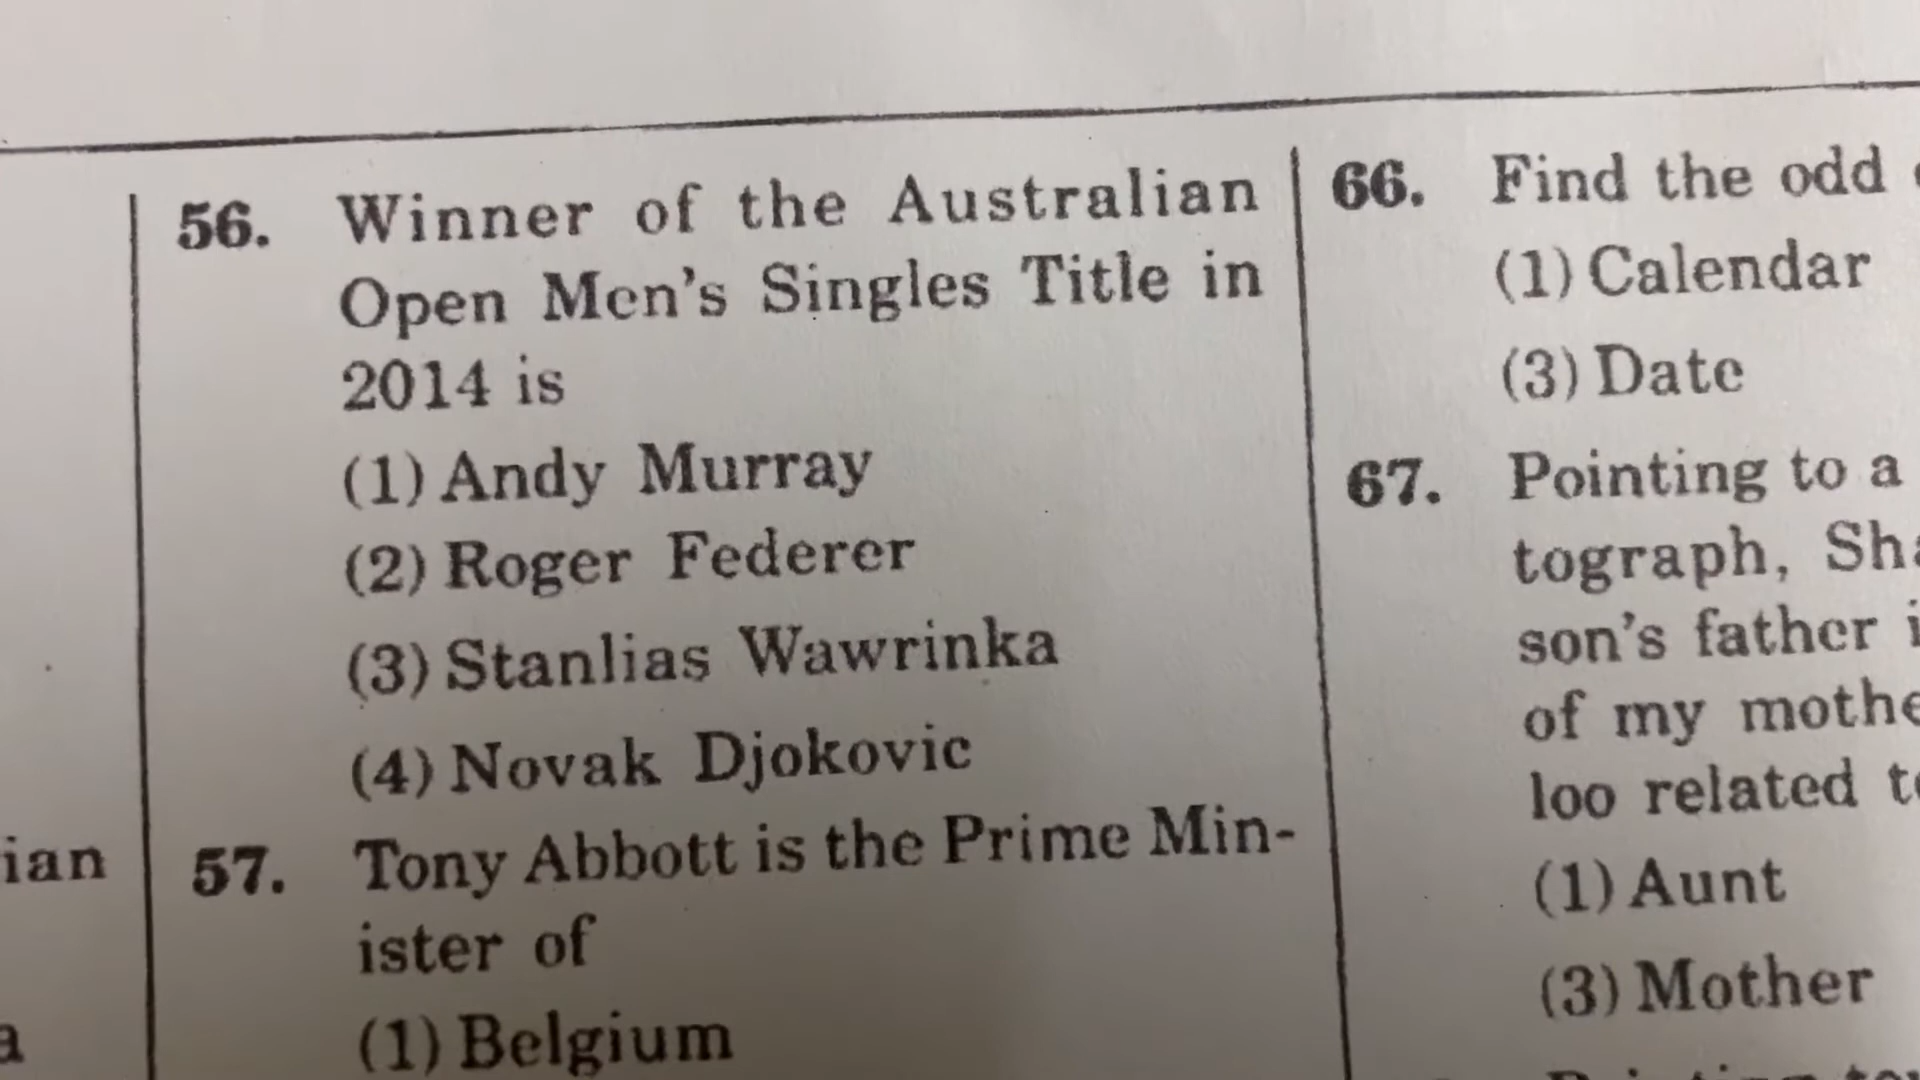 ian
a
56. Winner of the Australian
Open Men's Singles Title in
2014 is
(1) Andy Murray
(2) Roger Federer
(3) Stanlias Wawrinka
(4) Novak Djokovic
57. Tony Abbott is the Prime Min-
ister of
(1) Belgium
66. Find the odd
(1) Calendar
(3) Date
67. Pointing to a
tograph, Sha
son's father i
of my mothe
loo related to
(1) Aunt
(3) Mother